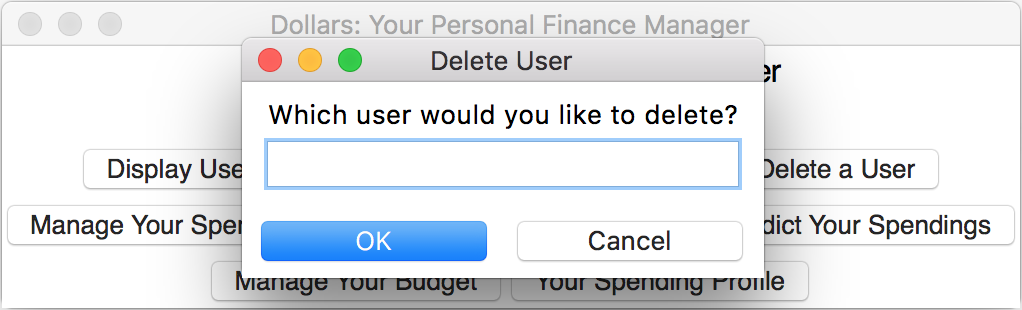 Dollars: Your Personal Finance Manager
Delete User
er
Which user would you like to delete?
Display Use
Delete a User
Manage Your Spe
dict Your Spendings
OK
Cancel
Manage Your Budget
Your Spending Profile